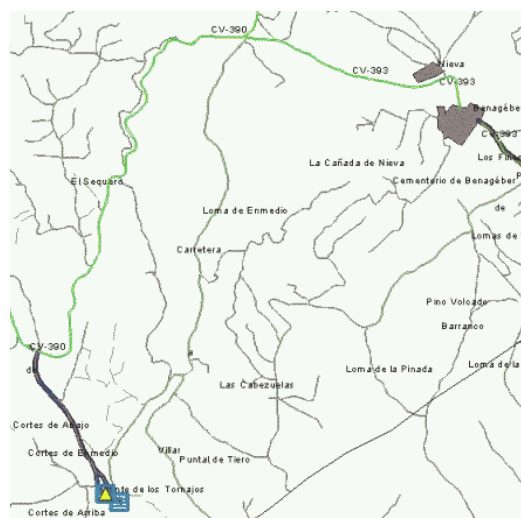 CV-390
Nieva
CV-393
CV-393
Benagéber
CV-393
Los
La Cañada de Nieva
Cementerio de Benagéber
El Sequero
de
Loma de Enmedio
Lomas de
Carretera
Pino Volcado
Barranco
CV-390
a
Loma de la Pinada
Loma de la
Las Cabezuelas
Cortes de Abajo
Villar
Cortes de Enmedio
Puntal de Tiero
de los Tornajos
Cortes de Arriba